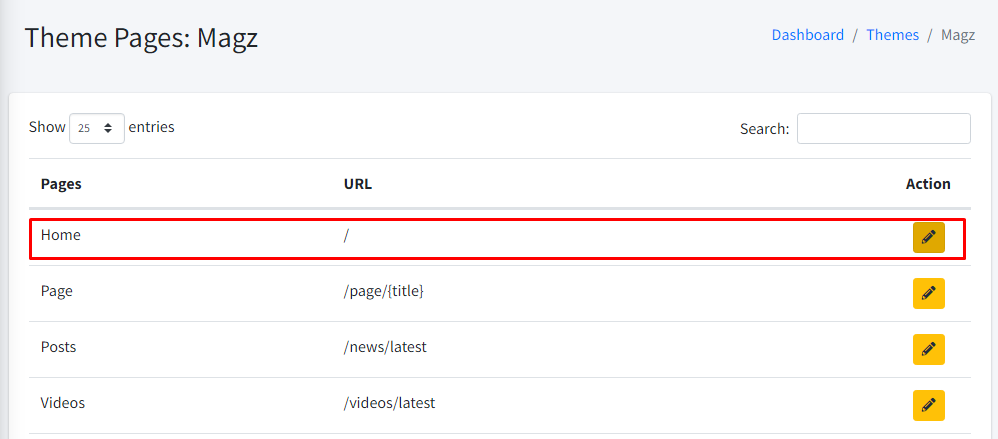 Theme Pages: Magz
Dashboard / Themes / Magz
Show 25 entries
Search:
Pages URL Action
Home /
Page /page/{title}
Posts /news/latest
Videos /videos/latest